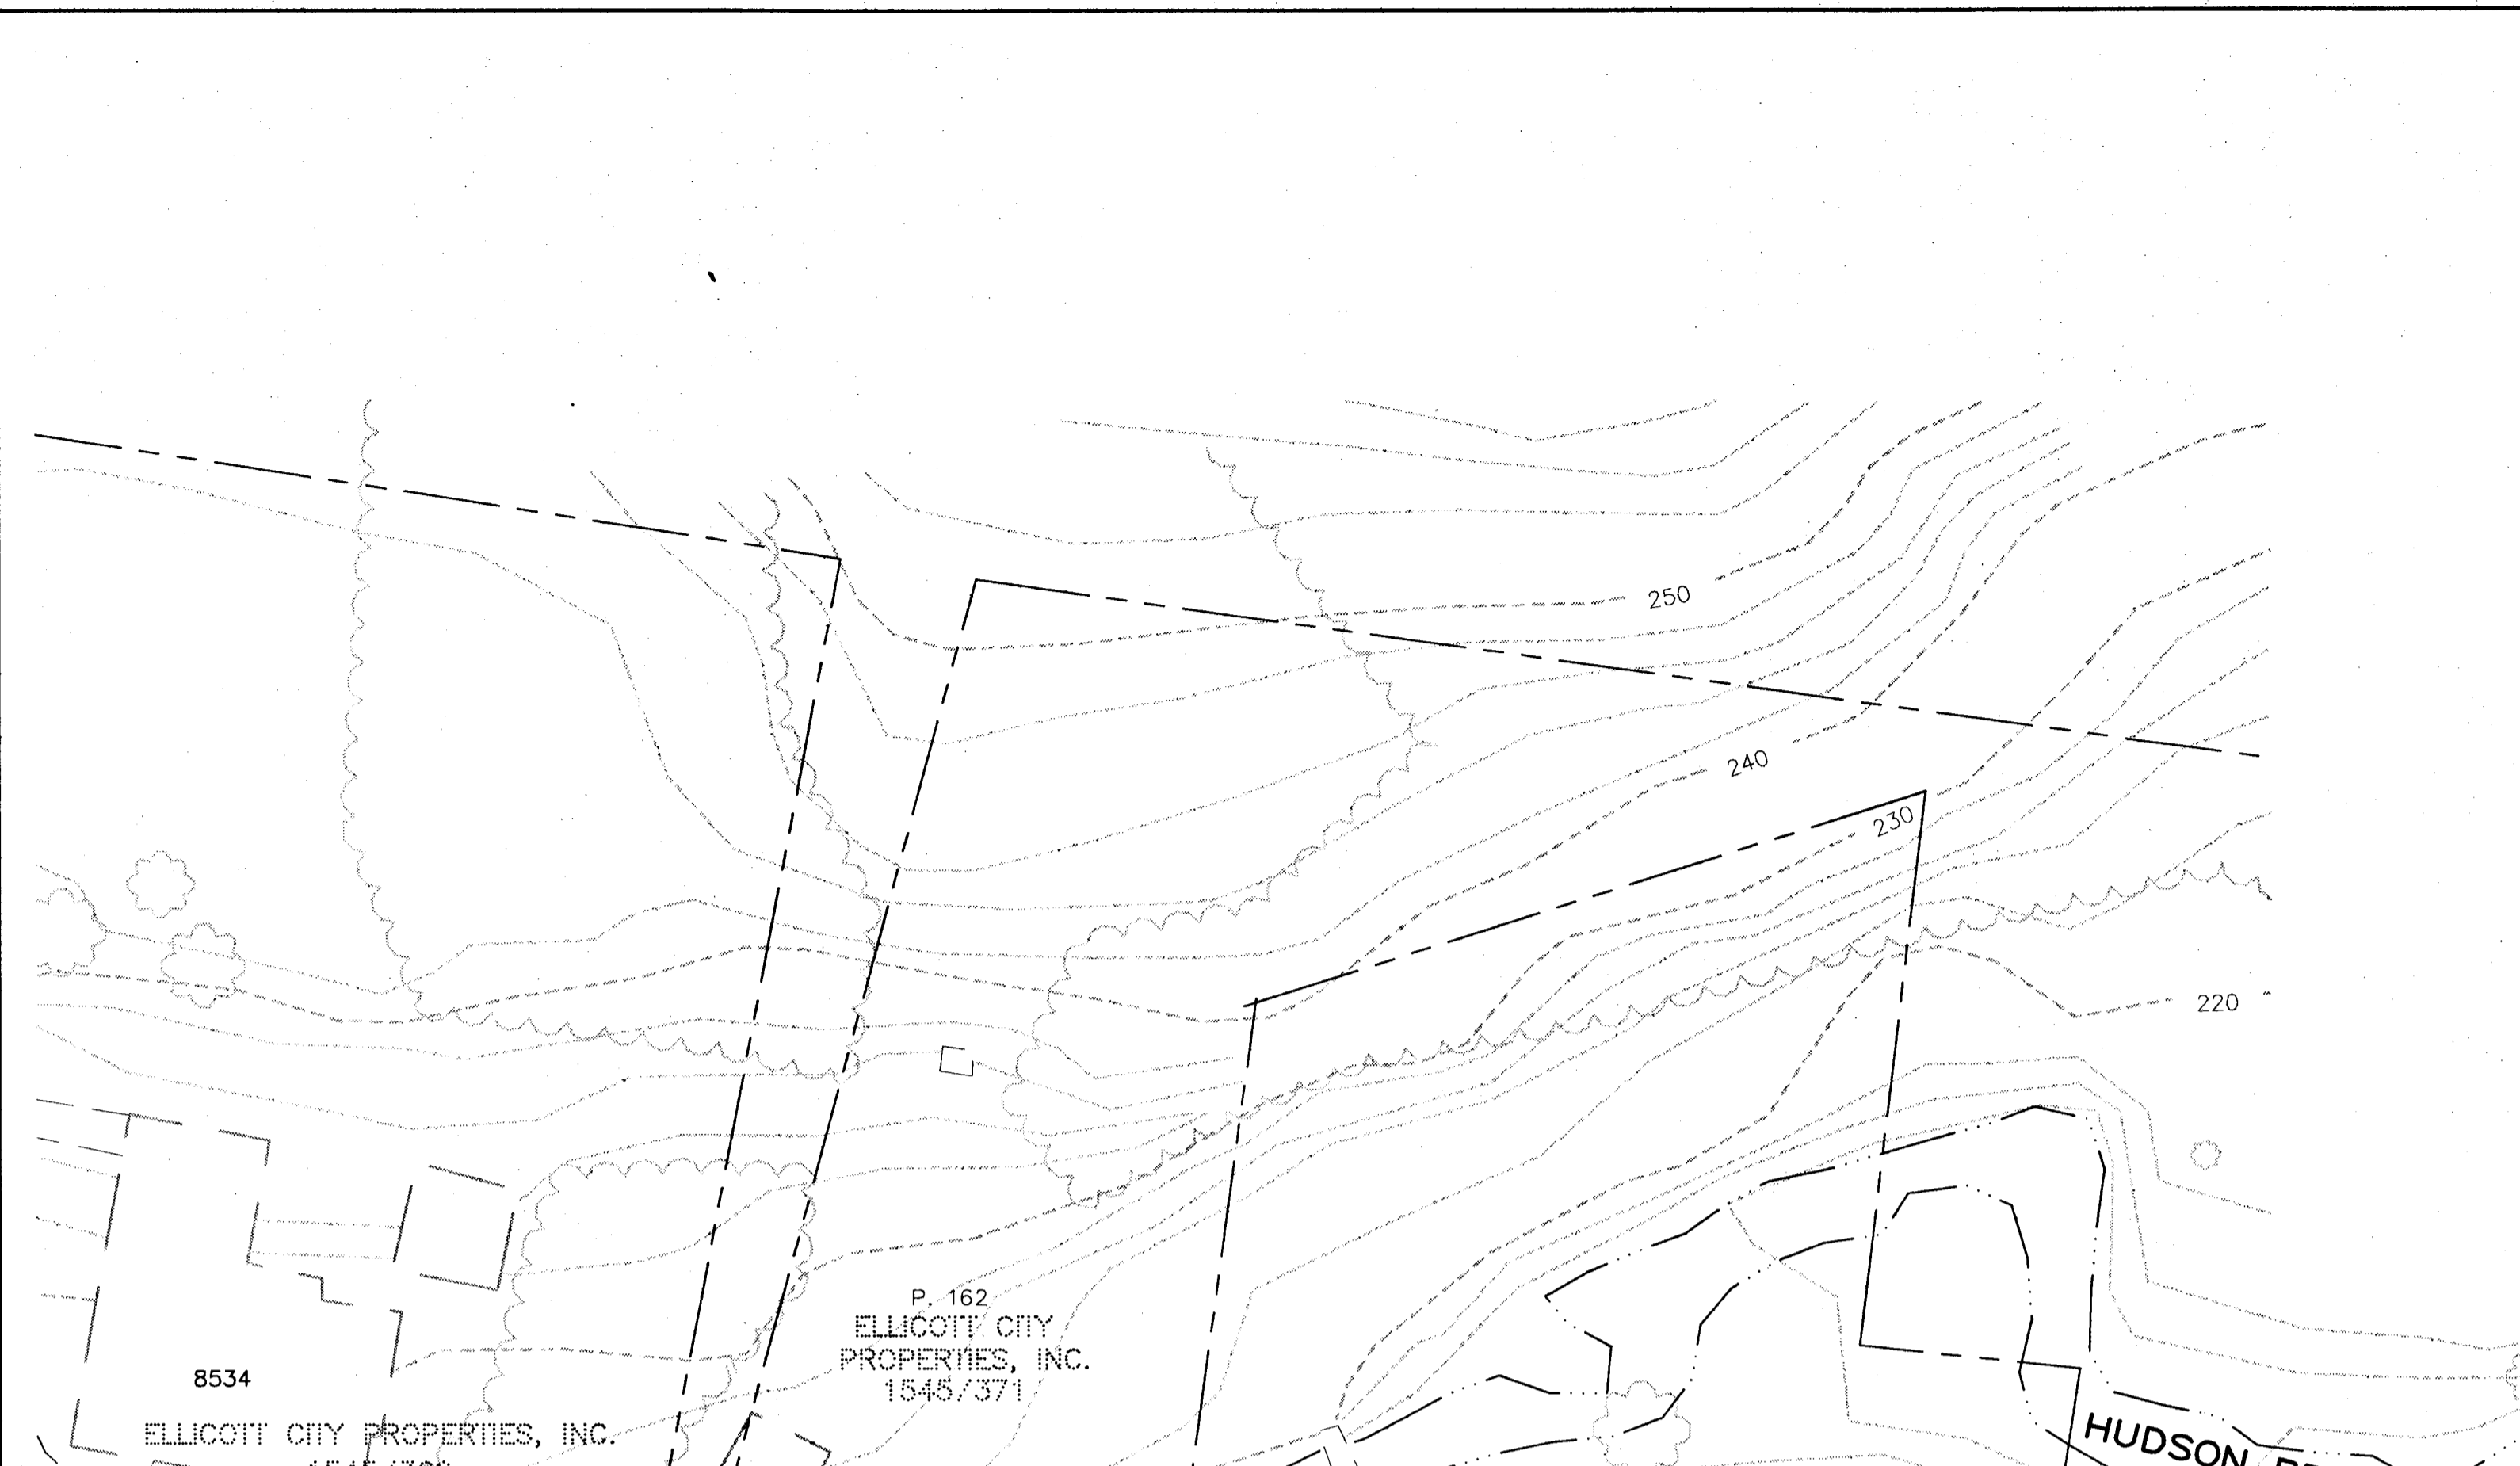 250
240
230
220
P. 162
ELLICOTT CITY
PROPERTIES, INC.
1545/371
8534
ELLICOTT CITY PROPERTIES, INC.
HUDSON